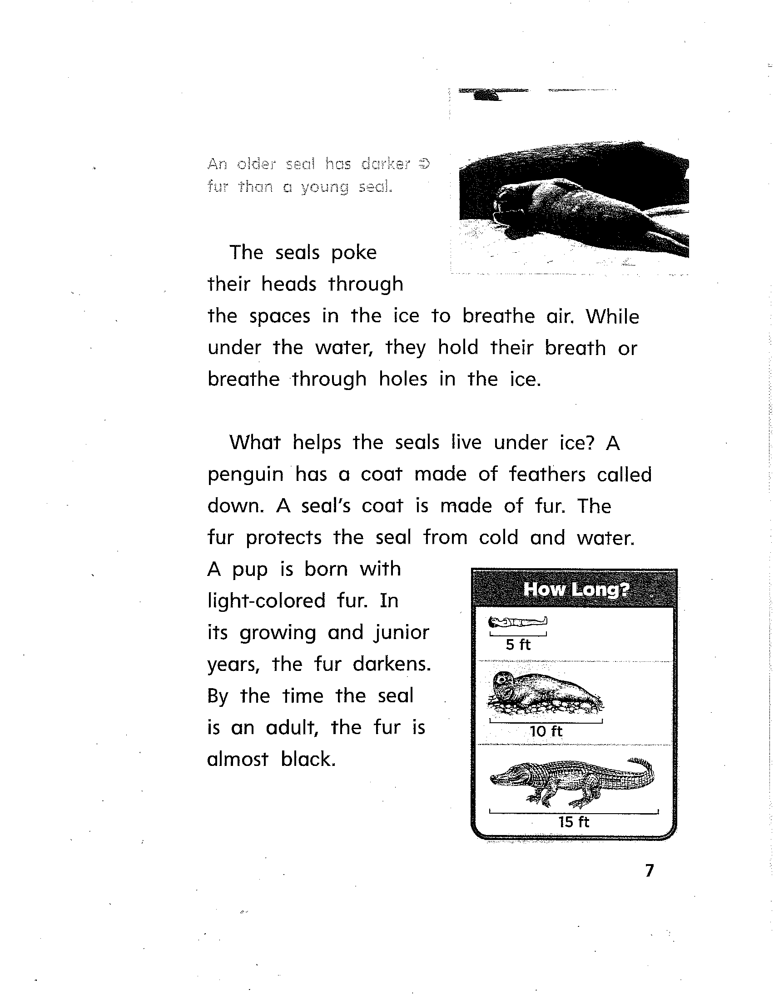 An older seal has darker
fur than a young seal.
The seals poke
their heads through
the spaces in the ice to breathe air. While
under the water, they hold their breath or
breathe through holes in the ice.
What helps the seals live under ice? A
penguin has a coat made of feathers called
down. A seal's coat is made of fur. The
fur protects the seal from cold and water.
A pup is born with
light-colored fur. In
its growing and junior
years, the fur darkens.
By the time the seal
is an adult, the fur is
almost black.
How Long?
5 ft
10 ft
15 ft
7